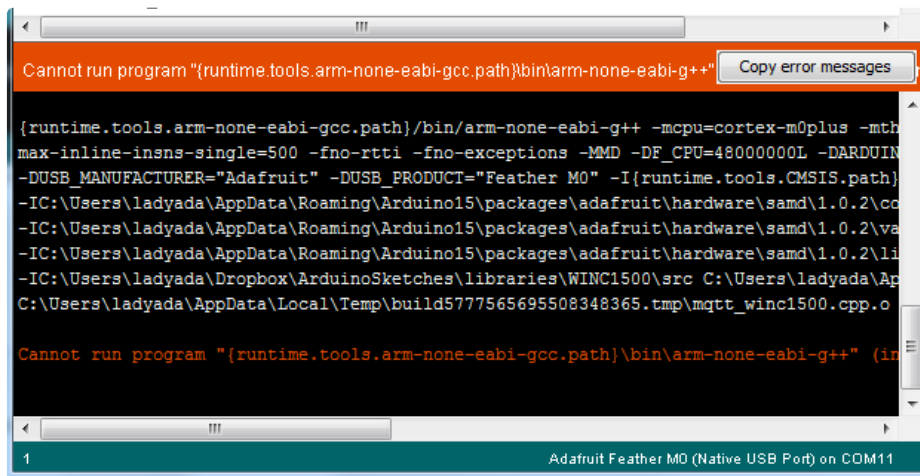 Cannot run program "{runtime.tools.arm-none-eabi-gcc.path}\bin\arm-none-eabi-g++" Copy error messages
{runtime.tools.arm-none-eabi-gcc.path}/bin/arm-none-eabi-g++ -mcpu=cortex-m0plus -mth
max-inline-insns-single=500 -fno-rtti -fno-exceptions -MMD -DF_CPU=48000000L -DARDUIN
-DUSB_MANUFACTURER="Adafruit" -DUSB_PRODUCT="Feather M0" -I{runtime.tools.CMSIS.path}
-IC:\Users\ladyada\AppData\Roaming\Arduino15\packages\adafruit\hardware\samd\1.0.2\co
-IC:\Users\ladyada\AppData\Roaming\Arduino15\packages\adafruit\hardware\samd\1.0.2\va
-IC:\Users\ladyada\AppData\Roaming\Arduino15\packages\adafruit\hardware\samd\1.0.2\li
-IC:\Users\ladyada\Dropbox\ArduinoSketches\libraries\WINC1500\src C:\Users\ladyada\Ap
C:\Users\ladyada\AppData\Local\Temp\build5777565695508348365.tmp\mqtt_winc1500.cpp.o
Cannot run program "{runtime.tools.arm-none-eabi-gcc.path}\bin\arm-none-eabi-g++" (in
1 Adafruit Feather M0 (Native USB Port) on COM11